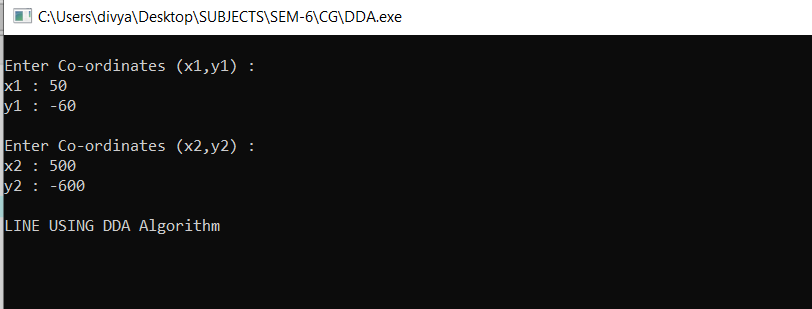 C:\Users\divya\Desktop\SUBJECTS\SEM-6\CG\DDA.exe
Enter Co-ordinates (x1,y1) :
x1 : 50
y1 : -60
Enter Co-ordinates (x2,y2) :
x2 : 500
y2 : -600
LINE USING DDA Algorithm